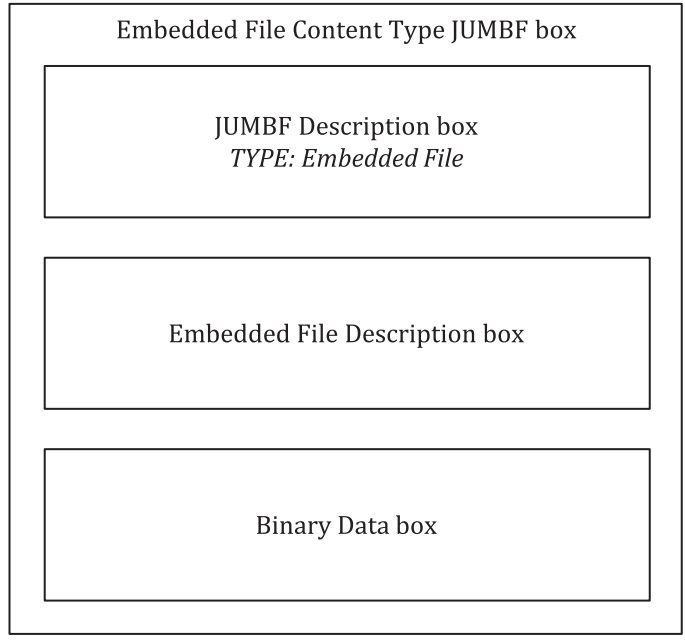 Embedded File Content Type JUMBF box
JUMBF Description box
TYPE: Embedded File
Embedded File Description box
Binary Data box